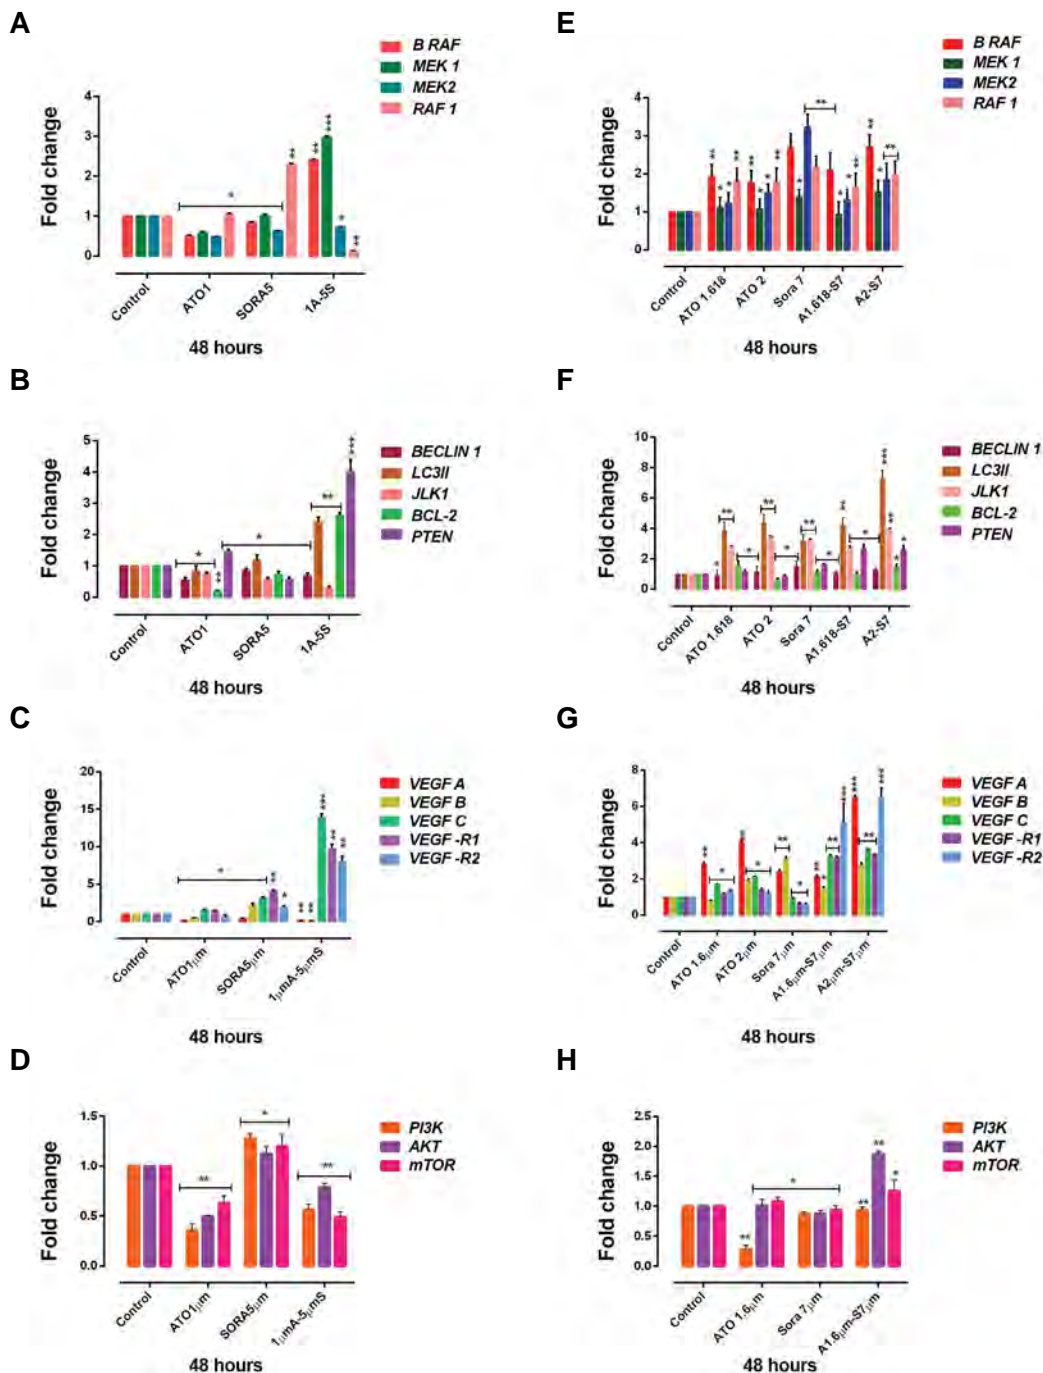 A
B RAF
MEK 1
MEK2
RAF 1
Fold change
4
3
2
1
0
*
**
**
***
*
**
Control
ATO1
SORA5
1A-5S
48 hours
E
B RAF
MEK 1
MEK2
RAF 1
Fold change
4
3
2
1
0
**
*
*
**
**
*
*
**
*
**
*
*
**
**
*
**
Control
ATO 1.618
ATO 2
Sora 7
A1.618-S7
A2-S7
48 hours
B
BECLIN 1
LC3II
JLK1
BCL-2
PTEN
Fold change
5
4
3
2
1
0
*
**
*
**
***
Control
ATO1
SORA5
1A-5S
48 hours
F
BECLIN 1
LC3II
JLK1
BCL-2
PTEN
Fold change
10
8
6
4
2
0
*
**
*
**
*
**
*
**
*
***
**
*
*
Control
ATO 1.618
ATO 2
Sora 7
A1.618-S7
A2-S7
48 hours
C
VEGF A
VEGF B
VEGF C
VEGF -R1
VEGF -R2
Fold change
20
15
10
5
0
*
**
*
**
**
***
**
**
Control
ATO1μm
SORA5μm
1μmA-5μmS
48 hours
G
VEGF A
VEGF B
VEGF C
VEGF -R1
VEGF -R2
Fold change
8
6
4
2
0
**
*
*
**
*
**
*
**
***
***
**
***
Control
ATO 1.6μm
ATO 2μm
Sora 7μm
A1.6μm-S7μm
A2μm-S7μm
48 hours
D
PI3K
AKT
mTOR
Fold change
1.5
1.0
0.5
0.0
**
*
**
Control
ATO1μm
SORA5μm
1μmA-5μmS
48 hours
H
PI3K
AKT
mTOR
Fold change
2.5
2.0
1.5
1.0
0.5
0.0
**
*
**
**
*
Control
ATO 1.6μm
Sora 7μm
A1.6μm-S7μm
48 hours